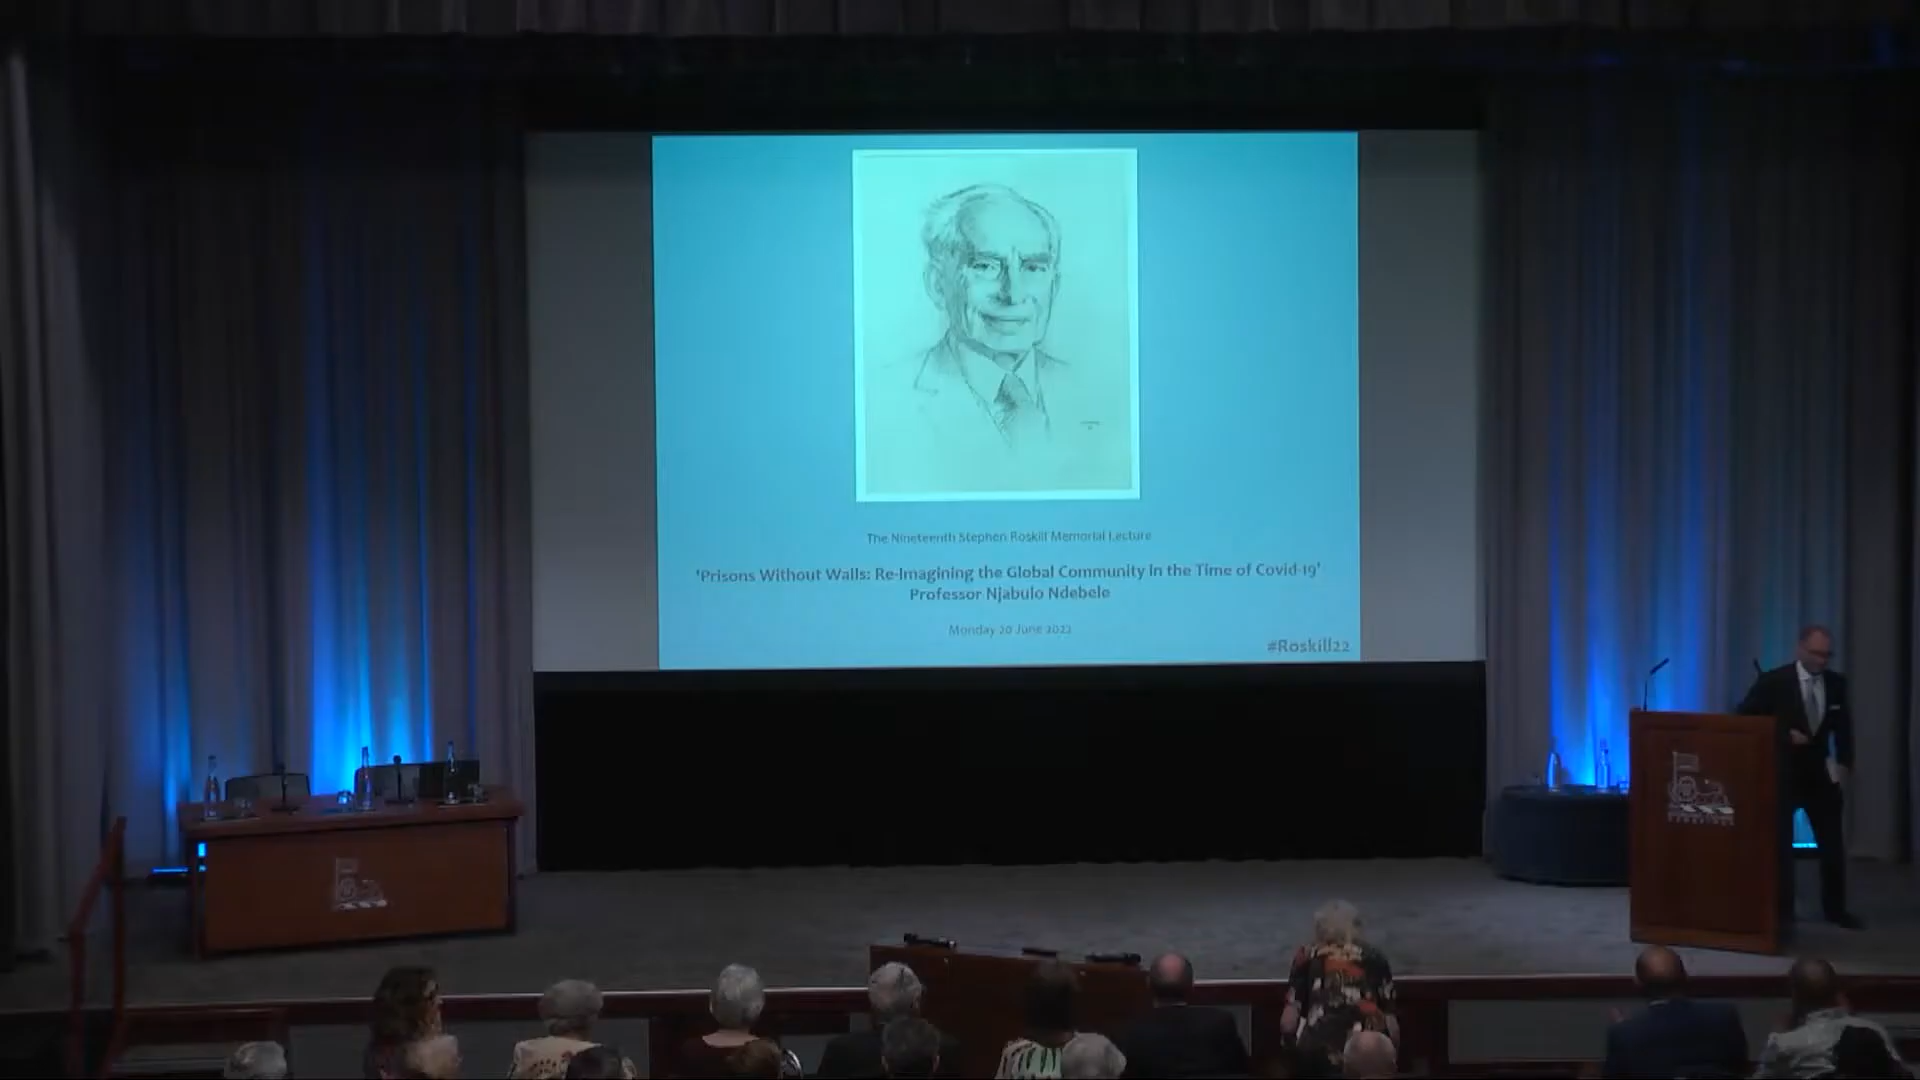 The Nineteenth Stephen Roskill Memorial Lecture
'Prisons Without Walls: Re-Imagining the Global Community in the Time of Covid-19'
Professor Njabulo Ndebele
Monday 20 June 2022
#Roskill22